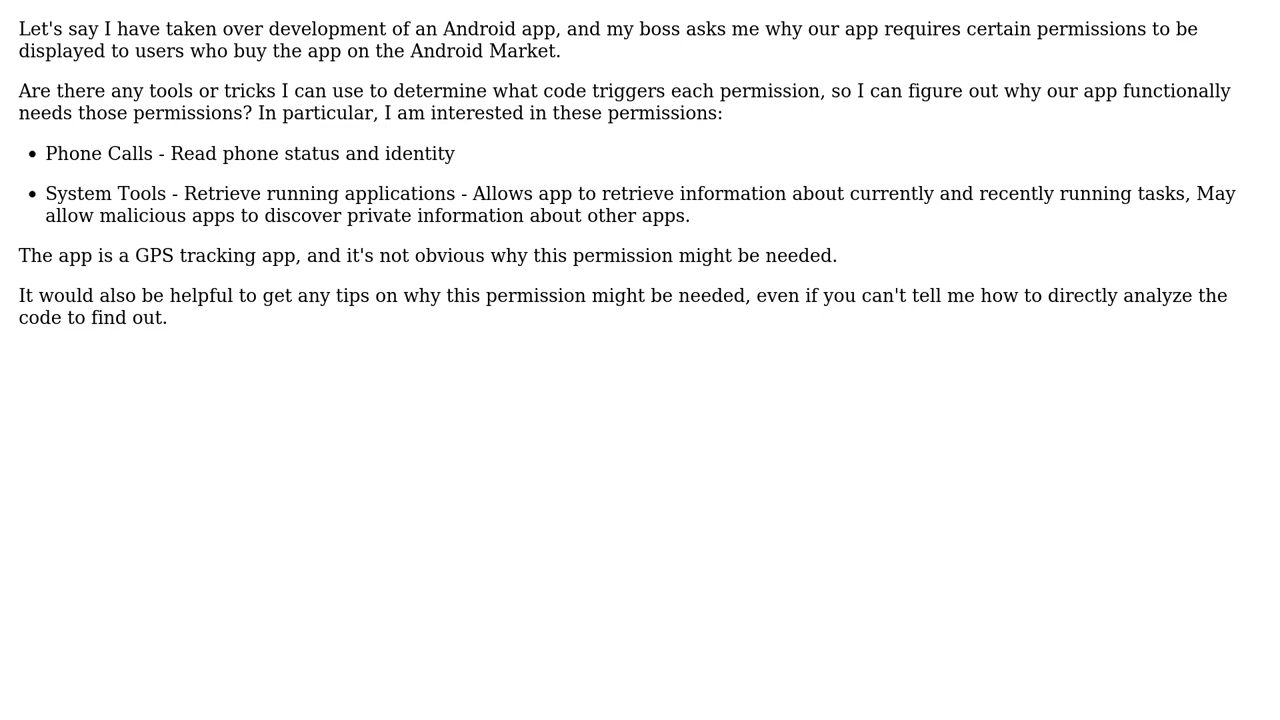 Let's say I have taken over development of an Android app, and my boss asks me why our app requires certain permissions to be
displayed to users who buy the app on the Android Market.
Are there any tools or tricks I can use to determine what code triggers each permission, so I can figure out why our app functionally
needs those permissions? In particular, I am interested in these permissions:
• Phone Calls - Read phone status and identity
• System Tools - Retrieve running applications - Allows app to retrieve information about currently and recently running tasks, May
allow malicious apps to discover private information about other apps.
The app is a GPS tracking app, and it's not obvious why this permission might be needed.
It would also be helpful to get any tips on why this permission might be needed, even if you can't tell me how to directly analyze the
code to find out.